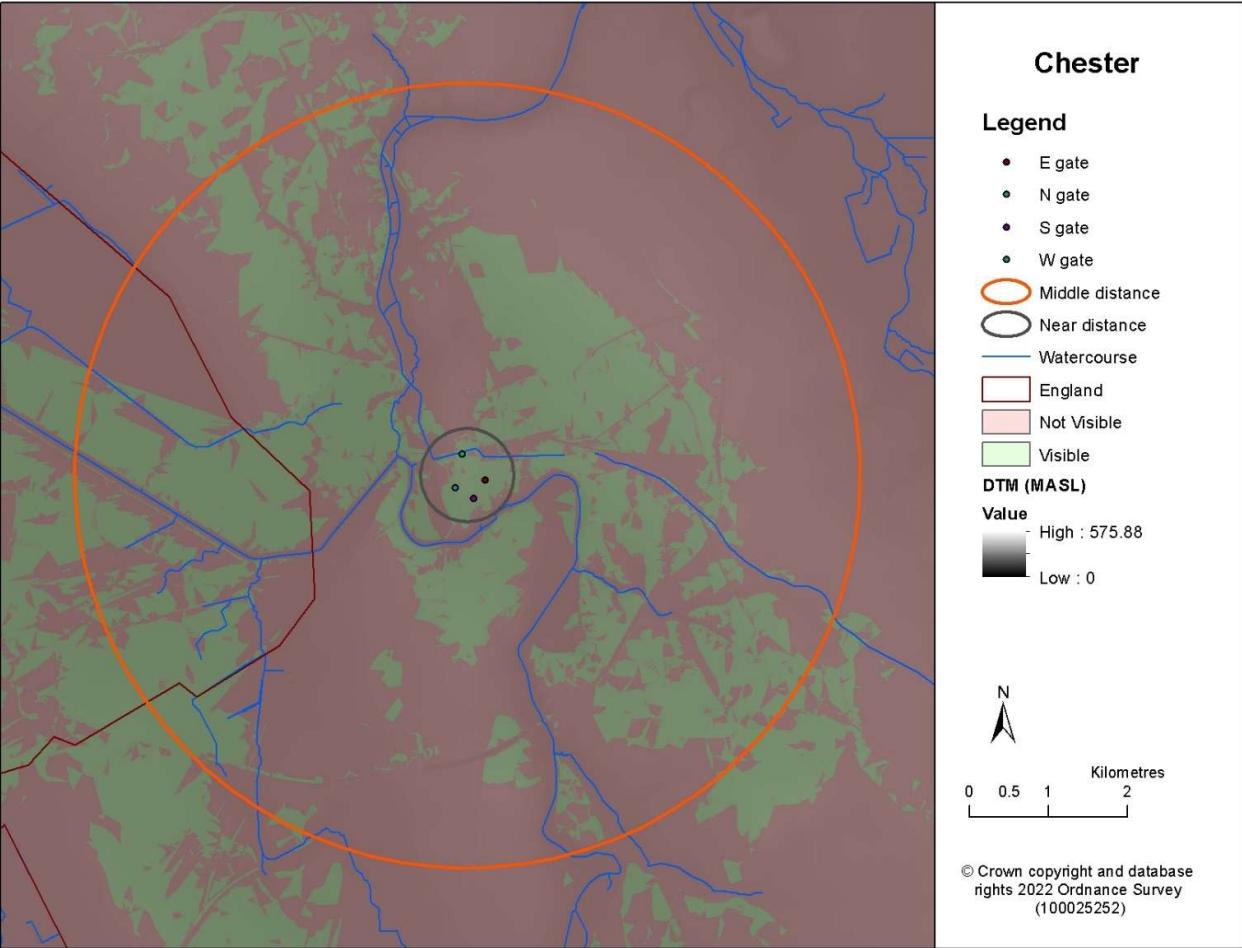 Chester
Legend
E gate
N gate
S gate
W gate
Middle distance
Near distance
Watercourse
England
Not Visible
Visible
DTM (MASL)
Value
High : 575.88
Low : 0
N
Kilometres
0 0.5 1 2
© Crown copyright and database
rights 2022 Ordnance Survey
(100025252)